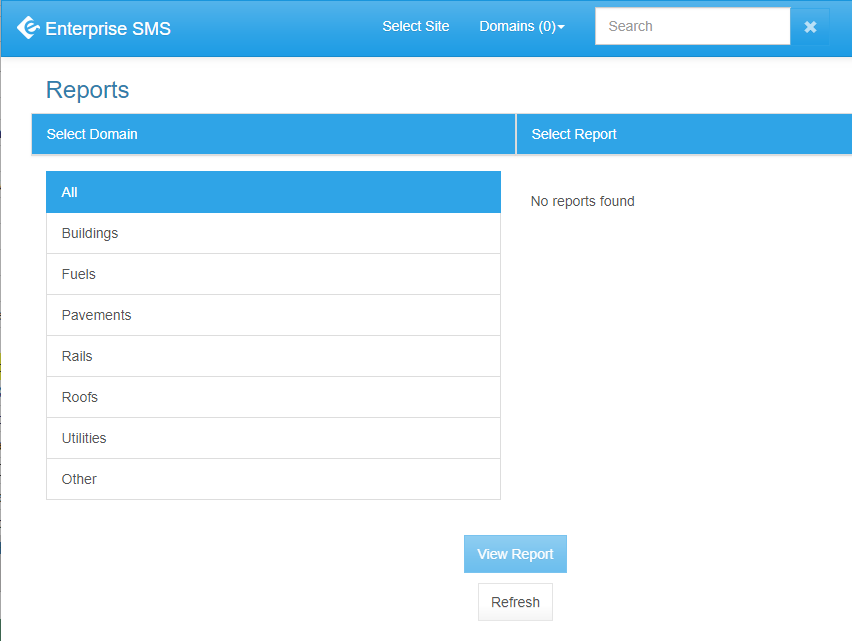 Enterprise SMS
Select Site
Domains (0)
Search
Reports
Select Domain
Select Report
All
No reports found
Buildings
Fuels
Pavements
Rails
Roofs
Utilities
Other
View Report
Refresh